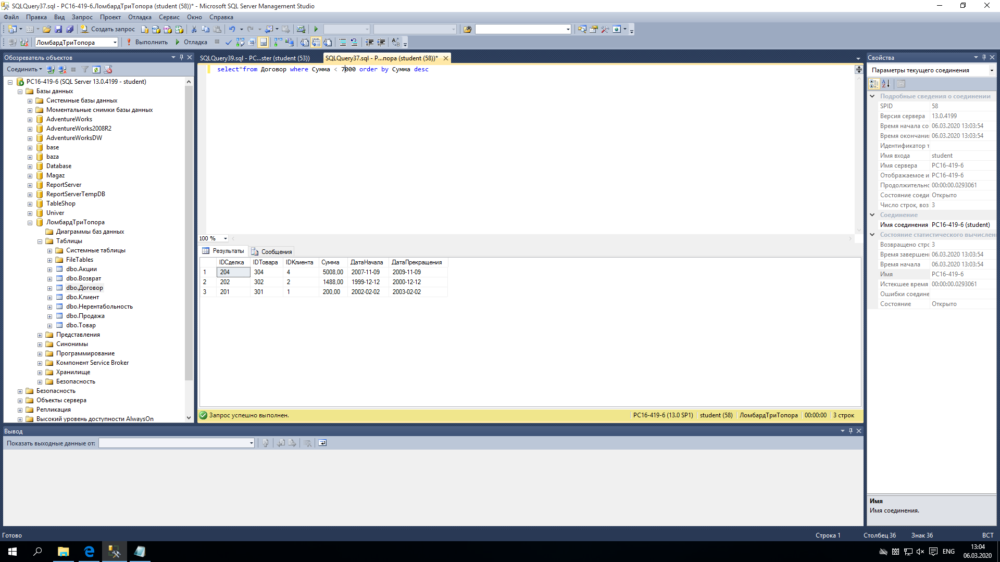 SQLQuery37.sql - PC16-419-6.ЛомбардТриТопора (student (58))* - Microsoft SQL Server Management Studio
Файл Правка Вид Запрос Проект Отладка Сервис Окно Справка
Создать запрос
ЛомбардТриТопора Выполнить Отладка
Обозреватель объектов
Соединить
PC16-419-6 (SQL Server 13.0.4199 - student)
Базы данных
Системные базы данных
Моментальные снимки базы данных
AdventureWorks
AdventureWorks2008R2
AdventureWorksDW
base
baza
Database
Magaz
ReportServer
ReportServerTempDB
TableShop
Univer
ЛомбардТриТопора
Диаграммы баз данных
Таблицы
Системные таблицы
FileTables
dbo.Акции
dbo.Возврат
dbo.Договор
dbo.Клиент
dbo.Нерентабольность
dbo.Продажа
dbo.Товар
Представления
Синонимы
Программирование
Компонент Service Broker
Хранилище
Безопасность
Безопасность
Объекты сервера
Репликация
Высокий уровень доступности AlwaysOn
SQLQuery39.sql - PC...ster (student (53)) SQLQuery37.sql - P...пора (student (58))*
select*from Договор where Сумма < 7000 order by Сумма desc
100 %
Результаты Сообщения
IDСделка IDТовара IDКлиента Сумма ДатаНачала ДатаПрекращения
1 204 304 4 5008,00 2007-11-09 2009-11-09
2 202 302 2 1488,00 1999-12-12 2000-12-12
3 201 301 1 200,00 2002-02-02 2003-02-02
Запрос успешно выполнен. PC16-419-6 (13.0 SP1) student (58) ЛомбардТриТопора 00:00:00 3 строк
Свойства
Параметры текущего соединения
Подробные сведения о соединении
SPID 58
Версия сервера 13.0.4199
Время начала со 06.03.2020 13:03:54
Время окончани 06.03.2020 13:03:54
Идентификатор т
Имя входа student
Имя сервера PC16-419-6
Отображаемое и PC16-419-6
Продолжительно 00:00:00.0293061
Состояние соеди Открыто
Число строк, воз 3
Соединение
Имя соединения PC16-419-6 (student)
Состояние статистического вычислен
Возвращено стро 3
Время завершен 06.03.2020 13:03:54
Время начала 06.03.2020 13:03:54
Имя PC16-419-6
Истекшее время 00:00:00.0293061
Ошибки соедине
Состояние Открыто
Имя
Имя соединения.
Вывод
Показать выходные данные от:
Готово Строка 1 Столбец 36 Знак 36 ВСТ
ENG 13:04
06.03.2020